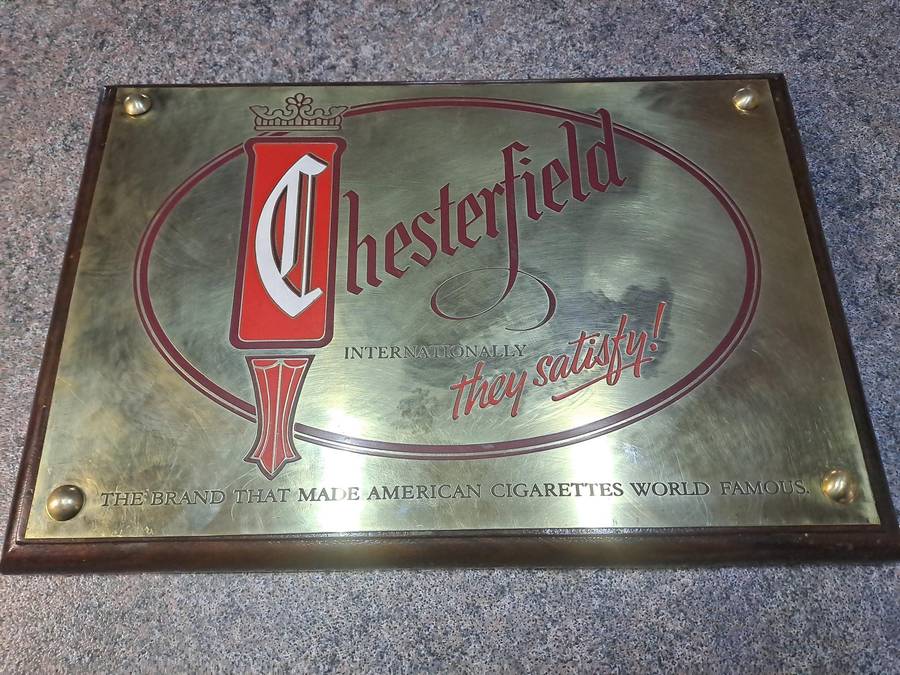 Chesterfield
INTERNATIONALLY
they satisfy!
THE BRAND THAT MADE AMERICAN CIGARETTES WORLD FAMOUS.